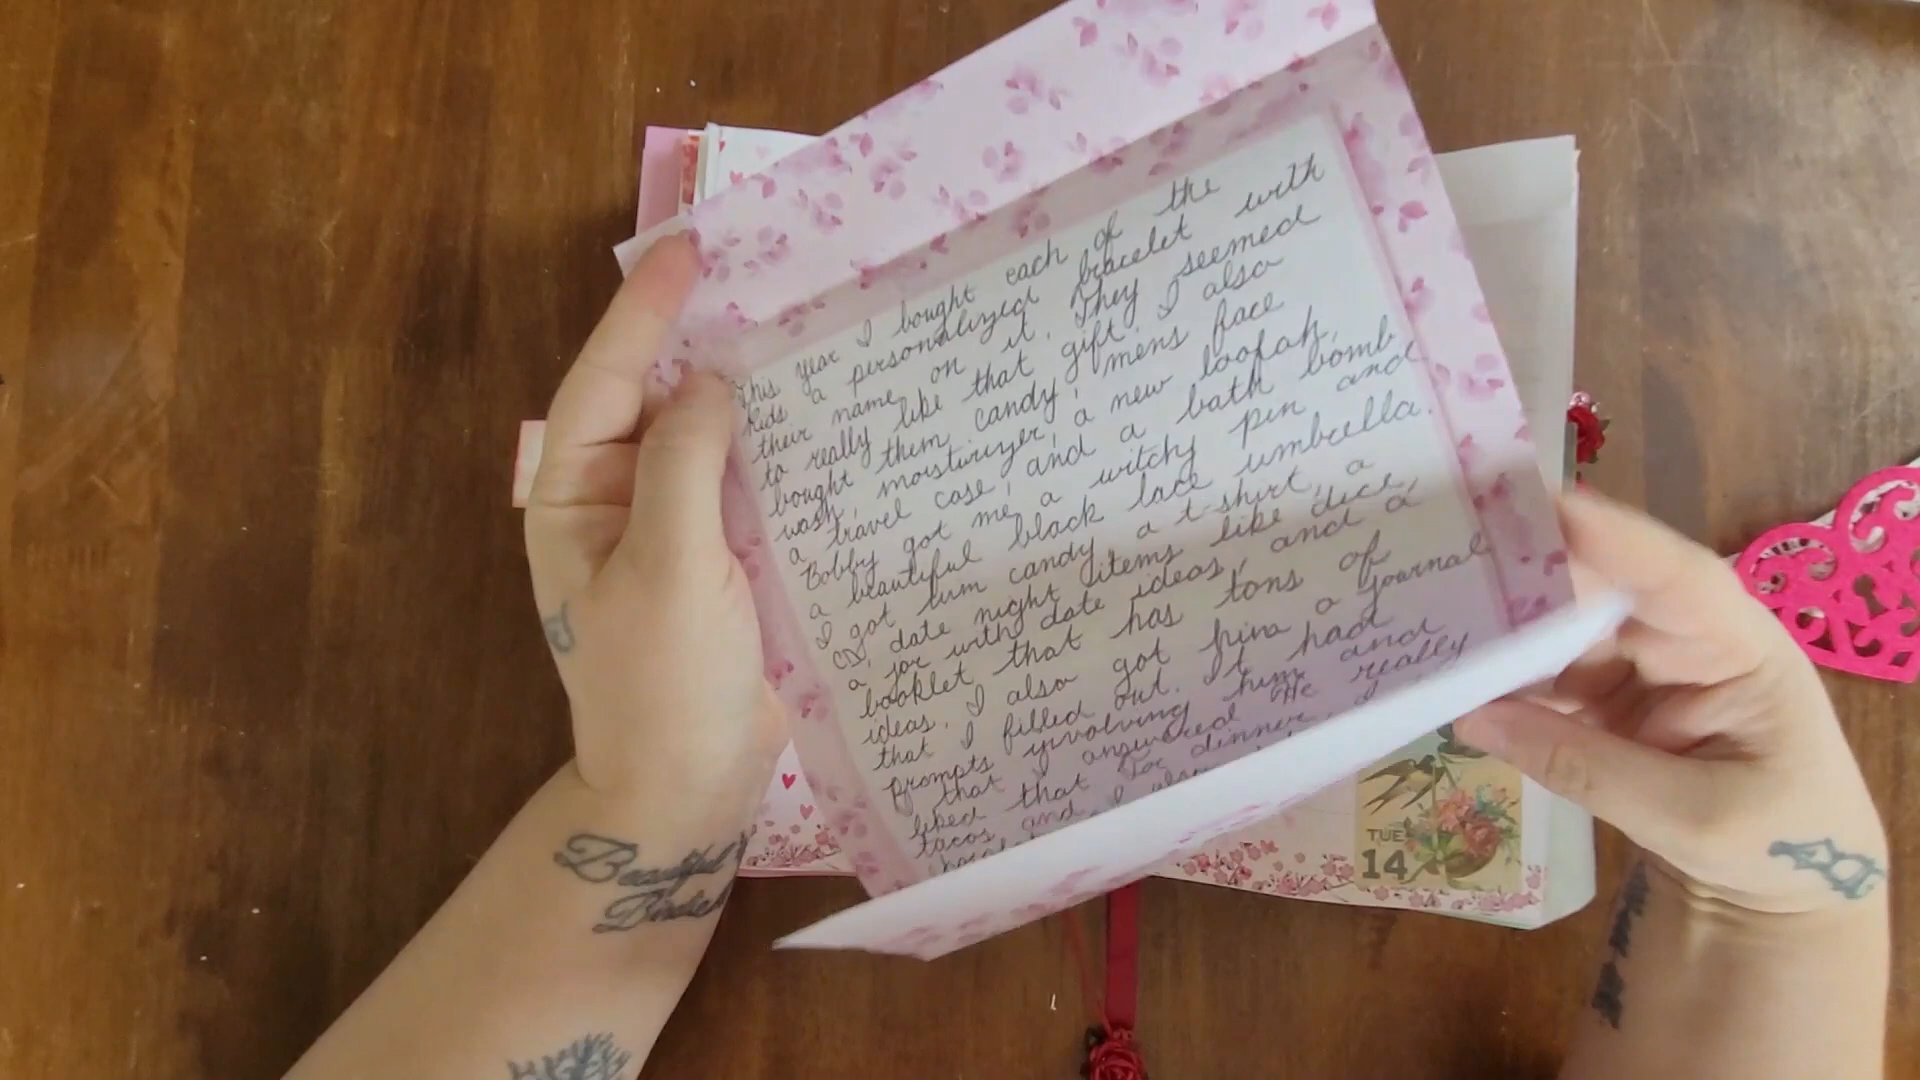 This year I bought each of the
kids a personalized bracelet with
their name on it. They seemed
to really like that gift. I also
bought them candy, mens face
wash, moisturizer, a new loofah,
a travel case, and a bath bomb
Bobby got me a witchy pin and
a beautiful black lace umbrella.
I got him candy a t-shirt, a
CD, date night items like dice,
a jar with date ideas, and a
booklet that has tons of
ideas. I also got him a journal
that I filled out. It had
prompts involving him and
that answered He really
liked that for dinner, I
tacos and I also
Beautiful
TUE
14